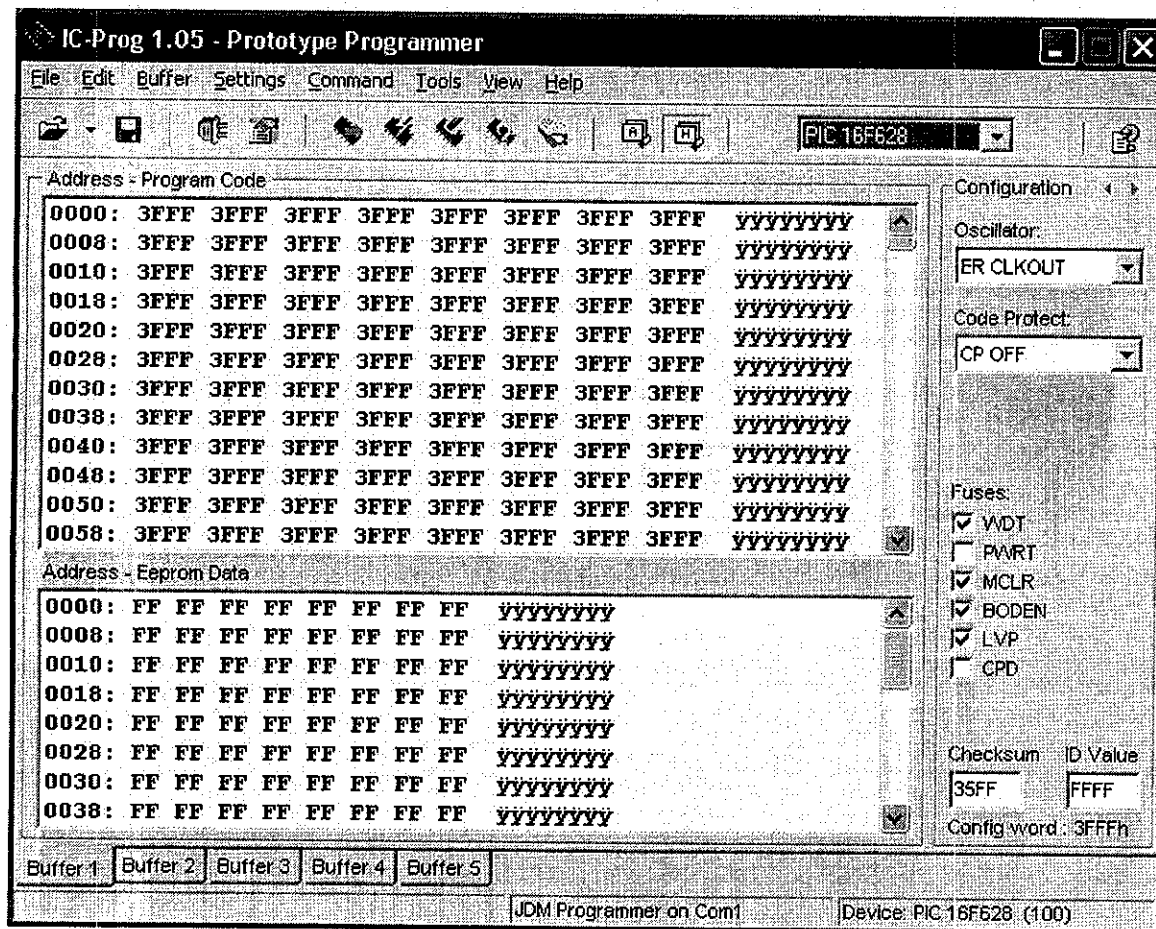 IC-Prog 1.05 - Prototype Programmer
File Edit Buffer Settings Command Tools View Help
PIC 16F628
Address - Program Code
0000: 3FFF 3FFF 3FFF 3FFF 3FFF 3FFF 3FFF 3FFF ÿÿÿÿÿÿÿÿ
0008: 3FFF 3FFF 3FFF 3FFF 3FFF 3FFF 3FFF 3FFF ÿÿÿÿÿÿÿÿ
0010: 3FFF 3FFF 3FFF 3FFF 3FFF 3FFF 3FFF 3FFF ÿÿÿÿÿÿÿÿ
0018: 3FFF 3FFF 3FFF 3FFF 3FFF 3FFF 3FFF 3FFF ÿÿÿÿÿÿÿÿ
0020: 3FFF 3FFF 3FFF 3FFF 3FFF 3FFF 3FFF 3FFF ÿÿÿÿÿÿÿÿ
0028: 3FFF 3FFF 3FFF 3FFF 3FFF 3FFF 3FFF 3FFF ÿÿÿÿÿÿÿÿ
0030: 3FFF 3FFF 3FFF 3FFF 3FFF 3FFF 3FFF 3FFF ÿÿÿÿÿÿÿÿ
0038: 3FFF 3FFF 3FFF 3FFF 3FFF 3FFF 3FFF 3FFF ÿÿÿÿÿÿÿÿ
0040: 3FFF 3FFF 3FFF 3FFF 3FFF 3FFF 3FFF 3FFF ÿÿÿÿÿÿÿÿ
0048: 3FFF 3FFF 3FFF 3FFF 3FFF 3FFF 3FFF 3FFF ÿÿÿÿÿÿÿÿ
0050: 3FFF 3FFF 3FFF 3FFF 3FFF 3FFF 3FFF 3FFF ÿÿÿÿÿÿÿÿ
0058: 3FFF 3FFF 3FFF 3FFF 3FFF 3FFF 3FFF 3FFF ÿÿÿÿÿÿÿÿ
Address - Eeprom Data
0000: FF FF FF FF FF FF FF FF ÿÿÿÿÿÿÿÿ
0008: FF FF FF FF FF FF FF FF ÿÿÿÿÿÿÿÿ
0010: FF FF FF FF FF FF FF FF ÿÿÿÿÿÿÿÿ
0018: FF FF FF FF FF FF FF FF ÿÿÿÿÿÿÿÿ
0020: FF FF FF FF FF FF FF FF ÿÿÿÿÿÿÿÿ
0028: FF FF FF FF FF FF FF FF ÿÿÿÿÿÿÿÿ
0030: FF FF FF FF FF FF FF FF ÿÿÿÿÿÿÿÿ
0038: FF FF FF FF FF FF FF FF ÿÿÿÿÿÿÿÿ
Configuration
Oscillator:
ER CLKOUT
Code Protect:
CP OFF
Fuses:
WDT
PWRT
MCLR
BODEN
LVP
CPD
Checksum ID Value
35FF FFFF
Config word : 3FFFh
Buffer 1 Buffer 2 Buffer 3 Buffer 4 Buffer 5
JDM Programmer on Com1 Device: PIC 16F628 (100)